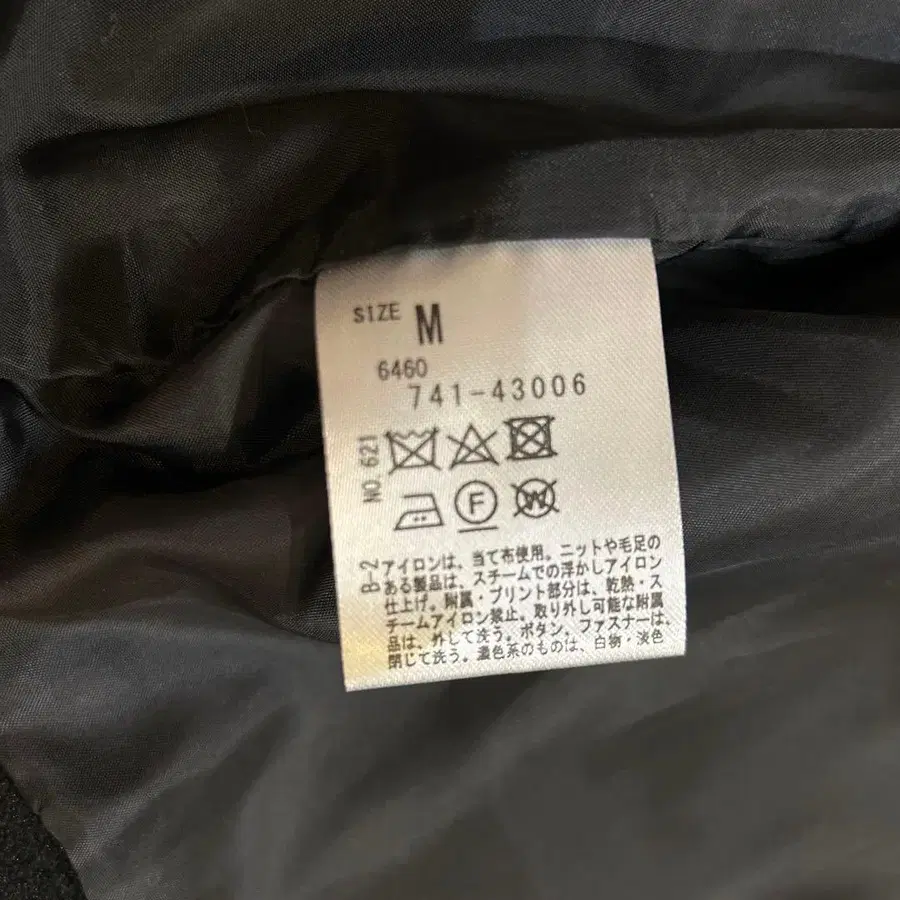 SIZE M
6460
741-43006
NO.621
F W
B-2
アイロンは、当て布使用。ニットや毛足の
ある製品は、スチームでの浮かしアイロン
仕上げ。附属・プリント部分は、乾熱・ス
チームアイロン禁止。取り外し可能な附属
品は、外して洗う。ボタン、ファスナーは、
閉じて洗う。濃色系のものは、白物・淡色